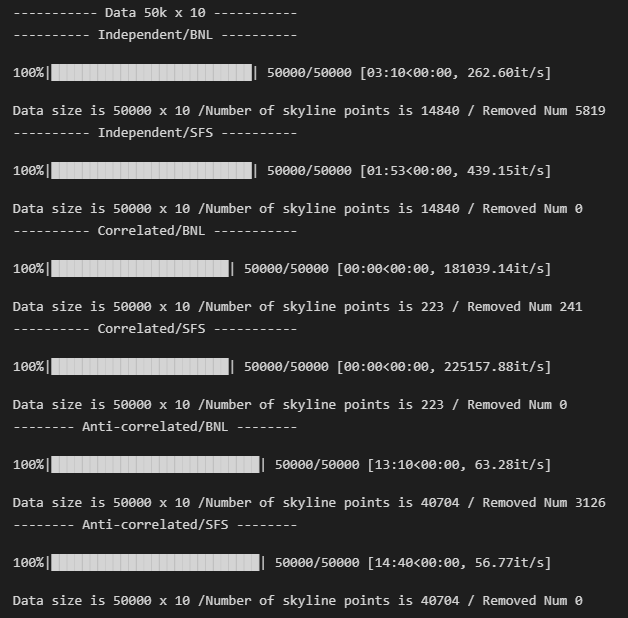 ----------- Data 50k x 10 -----------
---------- Independent/BNL ----------
100%|██████████████████████████| 50000/50000 [03:10<00:00, 262.60it/s]
Data size is 50000 x 10 /Number of skyline points is 14840 / Removed Num 5819
---------- Independent/SFS ----------
100%|██████████████████████████| 50000/50000 [01:53<00:00, 439.15it/s]
Data size is 50000 x 10 /Number of skyline points is 14840 / Removed Num 0
---------- Correlated/BNL -----------
100%|███████████████████████| 50000/50000 [00:00<00:00, 181039.14it/s]
Data size is 50000 x 10 /Number of skyline points is 223 / Removed Num 241
---------- Correlated/SFS -----------
100%|███████████████████████| 50000/50000 [00:00<00:00, 225157.88it/s]
Data size is 50000 x 10 /Number of skyline points is 223 / Removed Num 0
-------- Anti-correlated/BNL --------
100%|███████████████████████████| 50000/50000 [13:10<00:00, 63.28it/s]
Data size is 50000 x 10 /Number of skyline points is 40704 / Removed Num 3126
-------- Anti-correlated/SFS --------
100%|███████████████████████████| 50000/50000 [14:40<00:00, 56.77it/s]
Data size is 50000 x 10 /Number of skyline points is 40704 / Removed Num 0